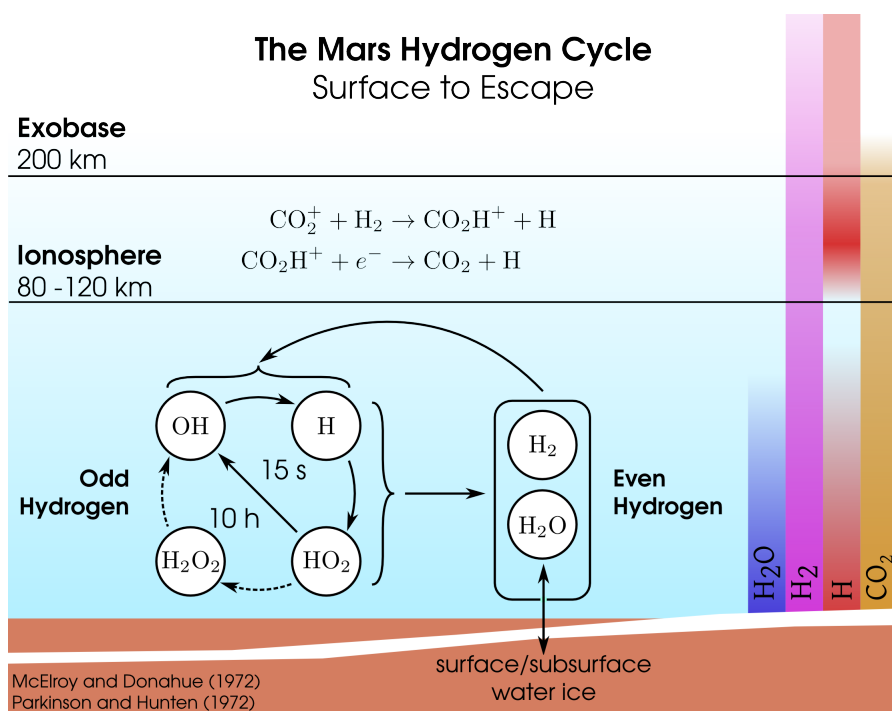 The Mars Hydrogen Cycle
Surface to Escape
Exobase
200 km
CO₂⁺ + H₂ → CO₂H⁺ + H
Ionosphere
80 -120 km
CO₂H⁺ + e⁻ → CO₂ + H
OH
H
H₂
15 s
Odd
Hydrogen
Even
Hydrogen
10 h
H₂O
H₂O₂
HO₂
H₂O
H₂
H
CO₂
surface/subsurface
water ice
McElroy and Donahue (1972)
Parkinson and Hunten (1972)